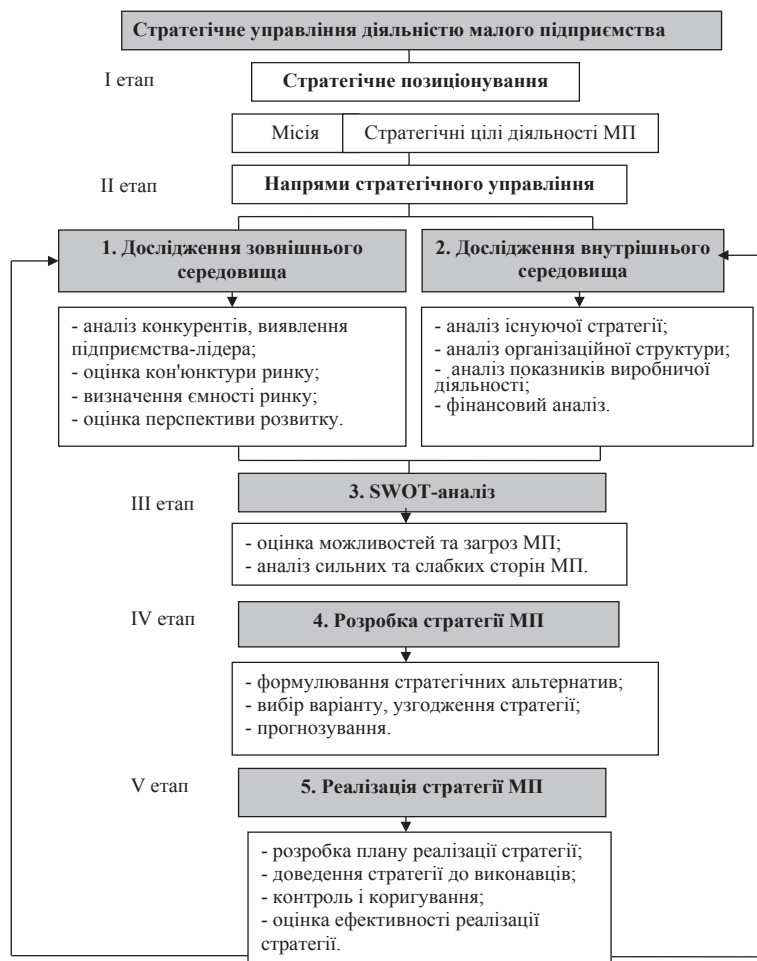 Стратегічне управління діяльністю малого підприємства
I етап
Стратегічне позиціонування
Місія
Стратегічні цілі діяльності МП
II етап
Напрями стратегічного управління
1. Дослідження зовнішнього
середовища
2. Дослідження внутрішнього
середовища
- аналіз конкурентів, виявлення
підприємства-лідера;
- оцінка кон'юнктури ринку;
- визначення ємності ринку;
- оцінка перспективи розвитку.
- аналіз існуючої стратегії;
- аналіз організаційної структури;
- аналіз показників виробничої
діяльності;
- фінансовий аналіз.
III етап
3. SWOT-аналіз
- оцінка можливостей та загроз МП;
- аналіз сильних та слабких сторін МП.
IV етап
4. Розробка стратегії МП
- формулювання стратегічних альтернатив;
- вибір варіанту, узгодження стратегії;
- прогнозування.
V етап
5. Реалізація стратегії МП
- розробка плану реалізації стратегії;
- доведення стратегії до виконавців;
- контроль і коригування;
- оцінка ефективності реалізації
стратегії.